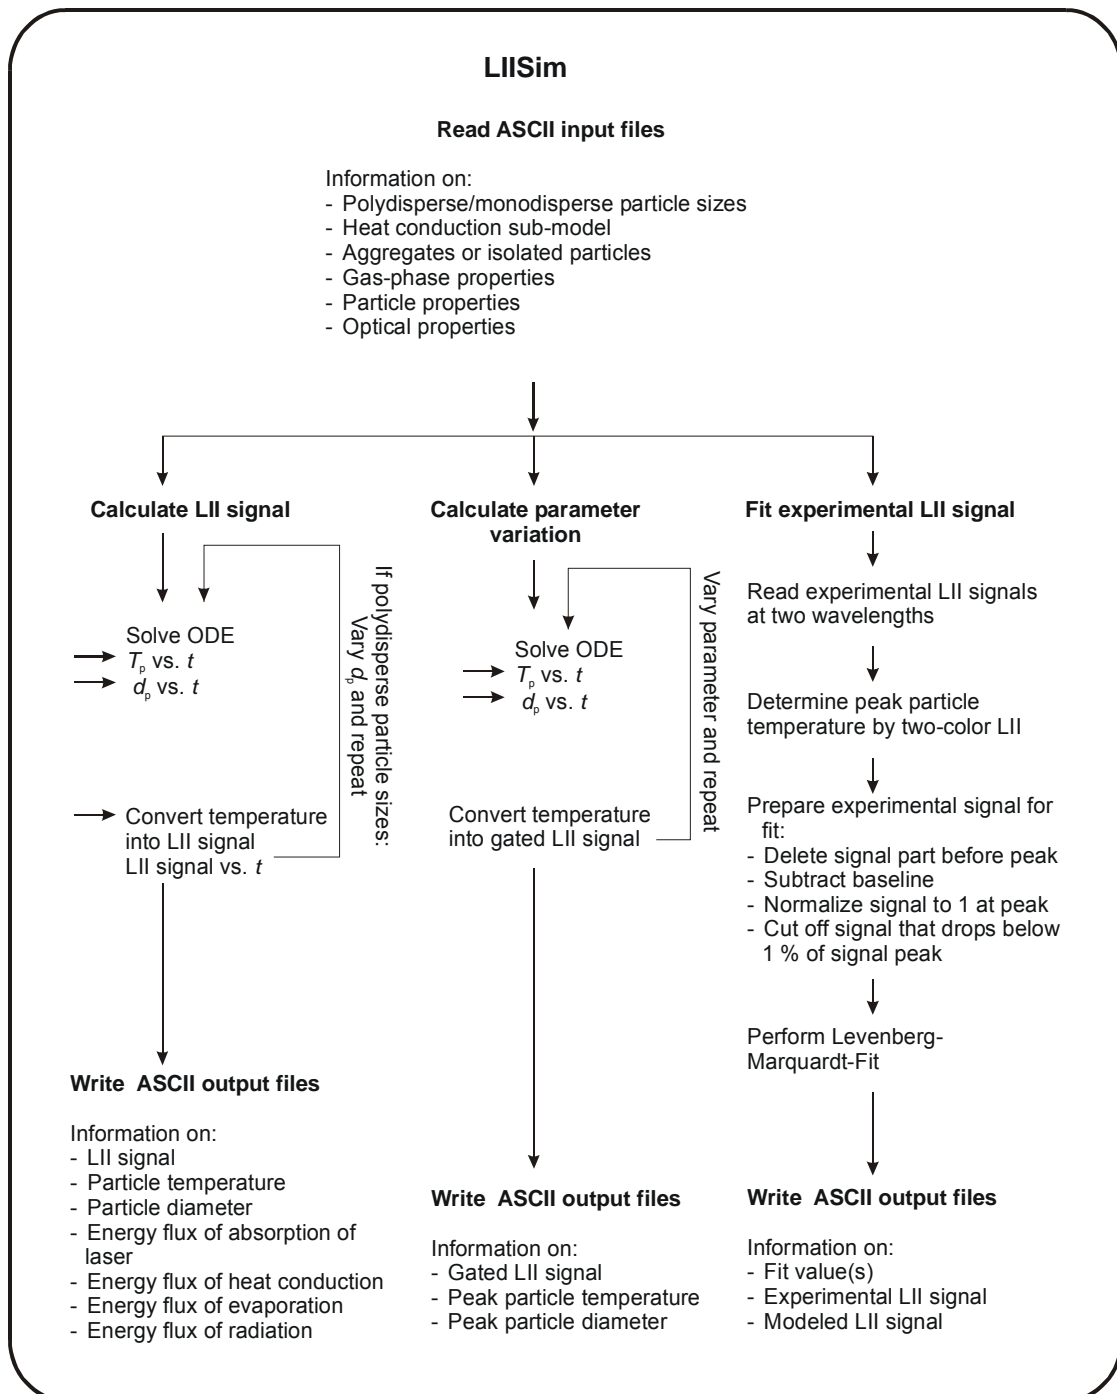 LIISim
Read ASCII input files
Information on:
- Polydisperse/monodisperse particle sizes
- Heat conduction sub-model
- Aggregates or isolated particles
- Gas-phase properties
- Particle properties
- Optical properties
Calculate LII signal
Solve ODE
Tp vs. t
dp vs. t
Convert temperature
into LII signal
LII signal vs. t
If polydisperse particle sizes:
Vary dp and repeat
Write ASCII output files
Information on:
- LII signal
- Particle temperature
- Particle diameter
- Energy flux of absorption of
laser
- Energy flux of heat conduction
- Energy flux of evaporation
- Energy flux of radiation
Calculate parameter
variation
Solve ODE
Tp vs. t
dp vs. t
Convert temperature
into gated LII signal
Vary parameter and repeat
Write ASCII output files
Information on:
- Gated LII signal
- Peak particle temperature
- Peak particle diameter
Fit experimental LII signal
Read experimental LII signals
at two wavelengths
Determine peak particle
temperature by two-color LII
Prepare experimental signal for
fit:
- Delete signal part before peak
- Subtract baseline
- Normalize signal to 1 at peak
- Cut off signal that drops below
1 % of signal peak
Perform Levenberg-
Marquardt-Fit
Write ASCII output files
Information on:
- Fit value(s)
- Experimental LII signal
- Modeled LII signal